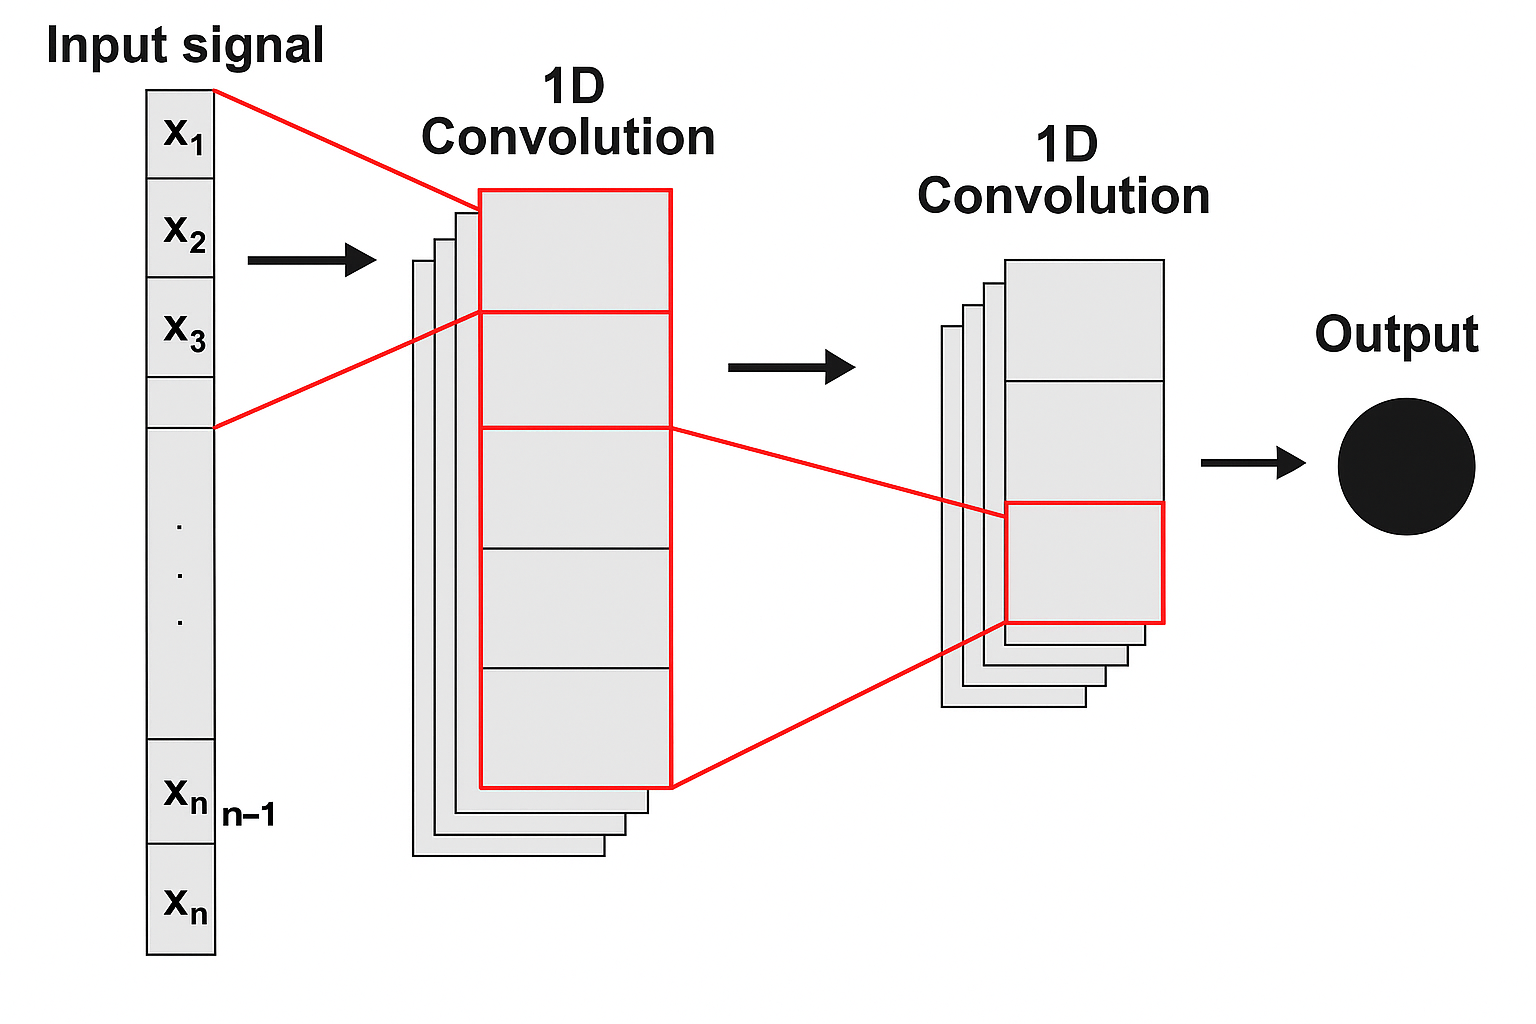 Input signal
1D
Convolution
1D
Convolution
Output
x₁
x₂
x₃
.
.
.
xₙ n−1
xₙ